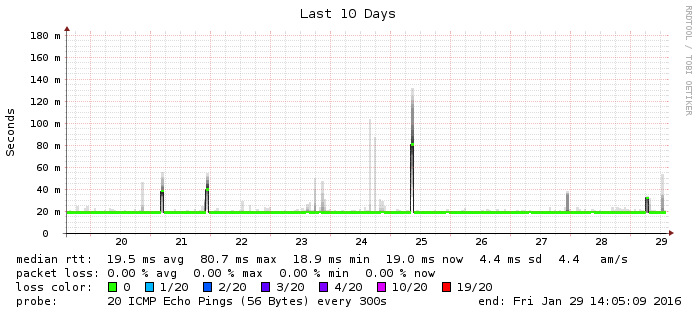 Last 10 Days
RRDTOOL / TOBI OETIKER
Seconds
180 m
160 m
140 m
120 m
100 m
80 m
60 m
40 m
20 m
0
20 21 22 23 24 25 26 27 28 29
median rtt: 19.5 ms avg 80.7 ms max 18.9 ms min 19.0 ms now 4.4 ms sd 4.4 am/s
packet loss: 0.00 % avg 0.00 % max 0.00 % min 0.00 % now
loss color: 0 1/20 2/20 3/20 4/20 10/20 19/20
probe: 20 ICMP Echo Pings (56 Bytes) every 300s end: Fri Jan 29 14:05:09 2016